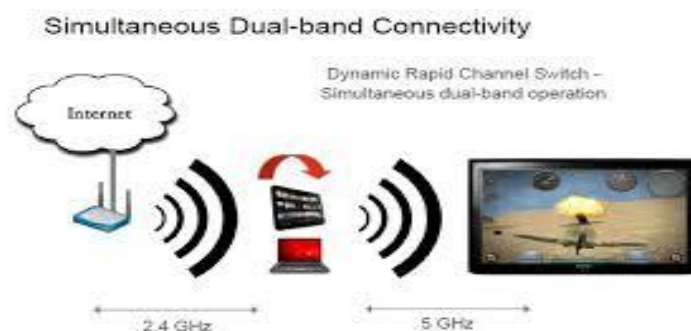 Simultaneous Dual-band Connectivity
Dynamic Rapid Channel Switch –
Simultaneous dual-band operation
Internet
2.4 GHz
5 GHz